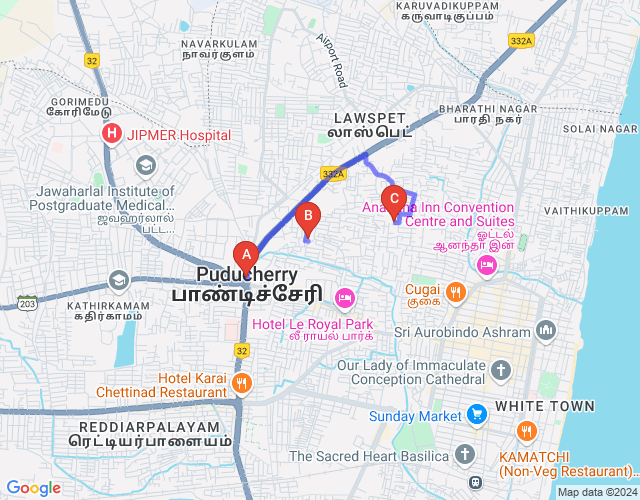 KARUVADIKUPPAM
கருவாடிகுப்பம்
NAVARKULAM
நாவர்குளம்
32
332A
Airport Road
GORIMEDU
கோரிமேடு
LAWSPET
லாஸ்பெட்
BHARATHI NAGAR
பாரதி நகர்
SOLAI NAGAR
H
JIPMER Hospital
332A
Jawaharlal Institute of
Postgraduate Medical...
ஜவஹர்லால்
பட்ட...
B
C
Anandha Inn Convention
Centre and Suites
ஓட்டல்
ஆனந்தா இன்
VAITHIKUPPAM
A
Puducherry
பாண்டிச்சேரி
203
KATHIRKAMAM
கதிர்காமம்
Cugai
குகை
Hotel Le Royal Park
லீ ராயல் பார்க்
Sri Aurobindo Ashram
32
Hotel Karai
Chettinad Restaurant
Our Lady of Immaculate
Conception Cathedral
REDDIARPALAYAM
ரெட்டியர்பாளையம்
Sunday Market
WHITE TOWN
The Sacred Heart Basilica
KAMATCHI
(Non-Veg Restaurant)...
Google
Map data ©2024